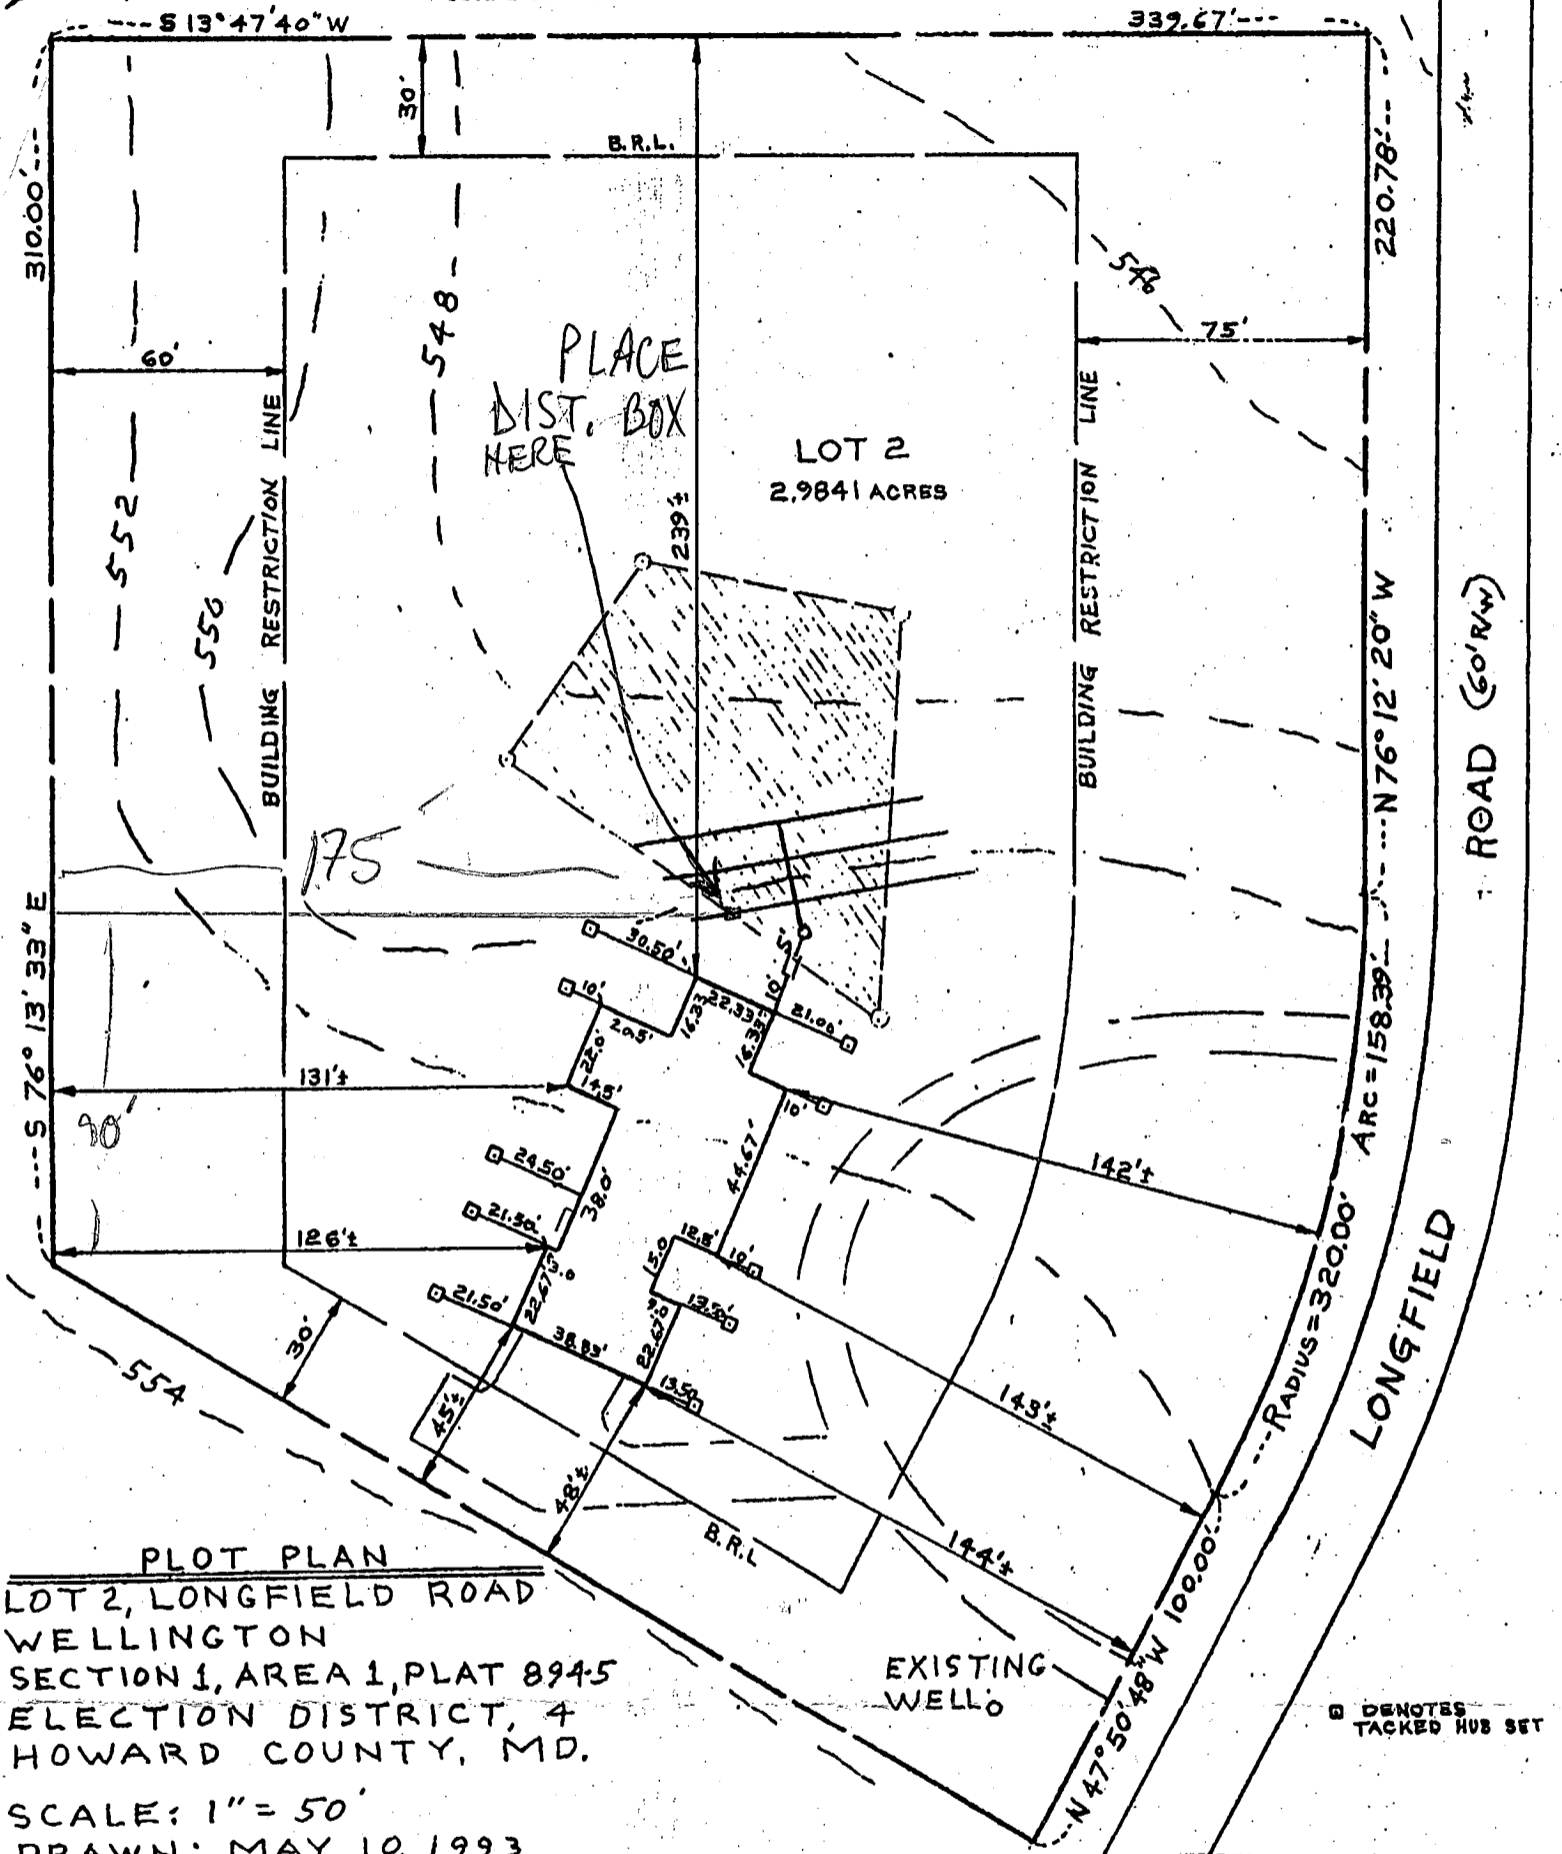 S 13°47'40" W
339.67'
310.00'
30'
B.R.L.
220.78'
548
75'
60'
PLACE
DIST. BOX
HERE
LOT 2
2.9841 ACRES
239'±
552
550
BUILDING RESTRICTION LINE
BUILDING RESTRICTION LINE
N76° 12' 20" W
ROAD (60' R/W)
175
S 76° 13' 33" E
30.50'
5'
10'
10'
20.5'
16.33
22.33'
21.00'
16.33'
22.0'
14.5'
131'±
90'
10'
ARC=158.39'
142'±
24.50'
38.0'
44.67'
21.50'
126'±
3.0
12.5'
10'
15.0
22.67'
21.50'
9.0
13.50'
RADIUS=320.00'
LONGFIELD
30'
38.83'
22.67'
13.50
554
45'±
143'±
48'±
B.R.L
144'±
N 47° 50' 48" W 100.00'
EXISTING
WELL
PLOT PLAN
LOT 2, LONGFIELD ROAD
WELLINGTON
SECTION 1, AREA 1, PLAT 8945
ELECTION DISTRICT, 4
HOWARD COUNTY, MD.
SCALE: 1" = 50'
DRAWN: MAY 10, 1993
DENOTES
TACKED HUB SET